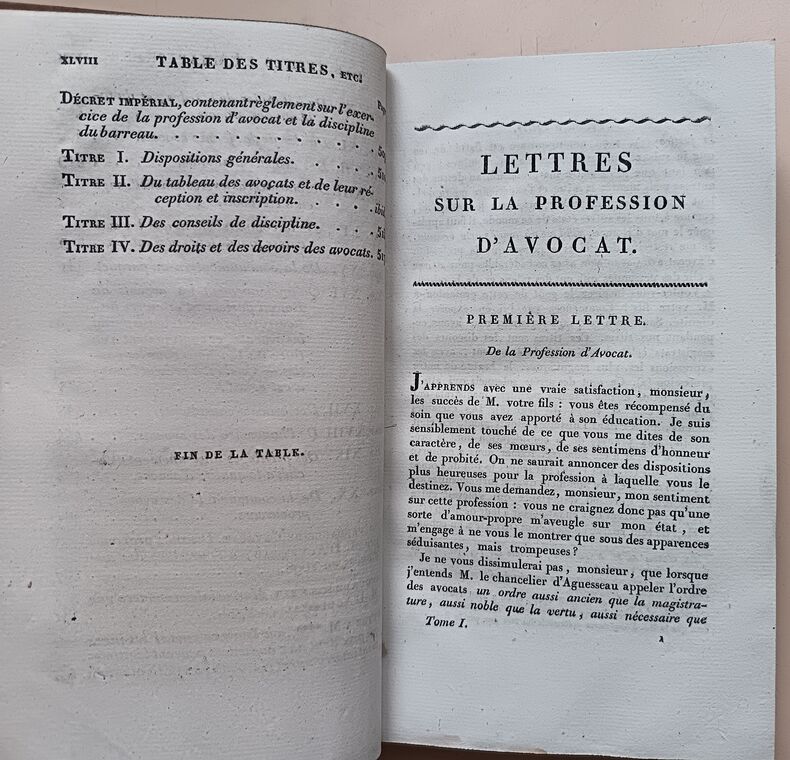 XLVIII TABLE DES TITRES, ETC.
DÉCRET IMPÉRIAL, contenant règlement sur l'exer-
cice de la profession d'avocat et la discipline
du barreau. . . . . . . . . .
TITRE I. Dispositions générales. . . . .
TITRE II. Du tableau des avocats et de leur ré-
ception et inscription. . . . . ibid
TITRE III. Des conseils de discipline. . . .
TITRE IV. Des droits et des devoirs des avocats.
FIN DE LA TABLE.
LETTRES
SUR LA PROFESSION
D'AVOCAT.
PREMIÈRE LETTRE.
De la Profession d'Avocat.
J'APPRENDS avec une vraie satisfaction, monsieur,
les succès de M. votre fils : vous êtes récompensé du
soin que vous avez apporté à son éducation. Je suis
sensiblement touché de ce que vous me dites de son
caractère, de ses mœurs, de ses sentimens d'honneur
et de probité. On ne saurait annoncer des dispositions
plus heureuses pour la profession à laquelle vous le
destinez. Vous me demandez, monsieur, mon sentiment
sur cette profession : vous ne craignez donc pas qu'une
sorte d'amour-propre m'aveugle sur mon état, et
m'engage à ne vous le montrer que sous des apparences
séduisantes, mais trompeuses ?
Je ne vous dissimulerai pas, monsieur, que lorsque
j'entends M. le chancelier d'Aguesseau appeler l'ordre
des avocats un ordre aussi ancien que la magistra-
ture, aussi noble que la vertu, aussi nécessaire que
Tome I. 1